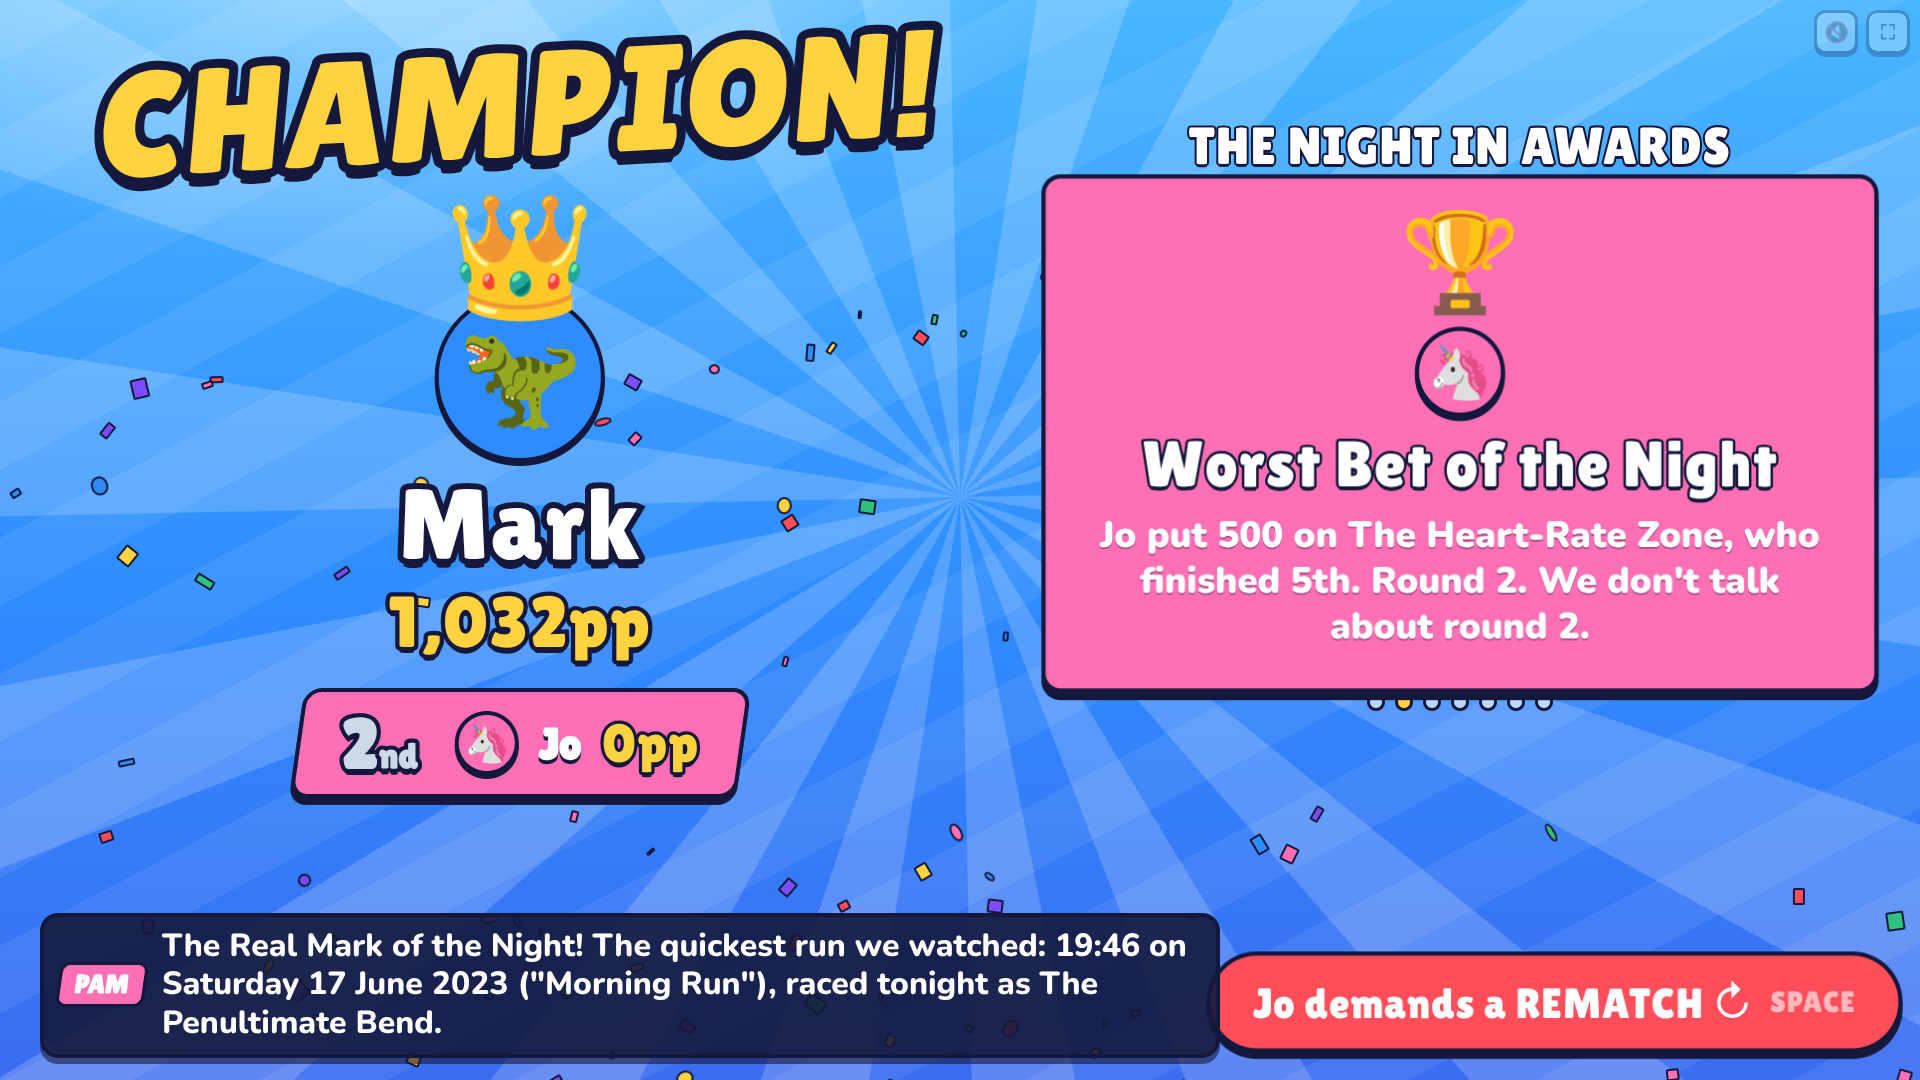 CHAMPION!
Mark
1,032pp
2nd Jo 0pp
THE NIGHT IN AWARDS
Worst Bet of the Night
Jo put 500 on The Heart-Rate Zone, who
finished 5th. Round 2. We don't talk
about round 2.
PAM
The Real Mark of the Night! The quickest run we watched: 19:46 on
Saturday 17 June 2023 ("Morning Run"), raced tonight as The
Penultimate Bend.
Jo demands a REMATCH SPACE